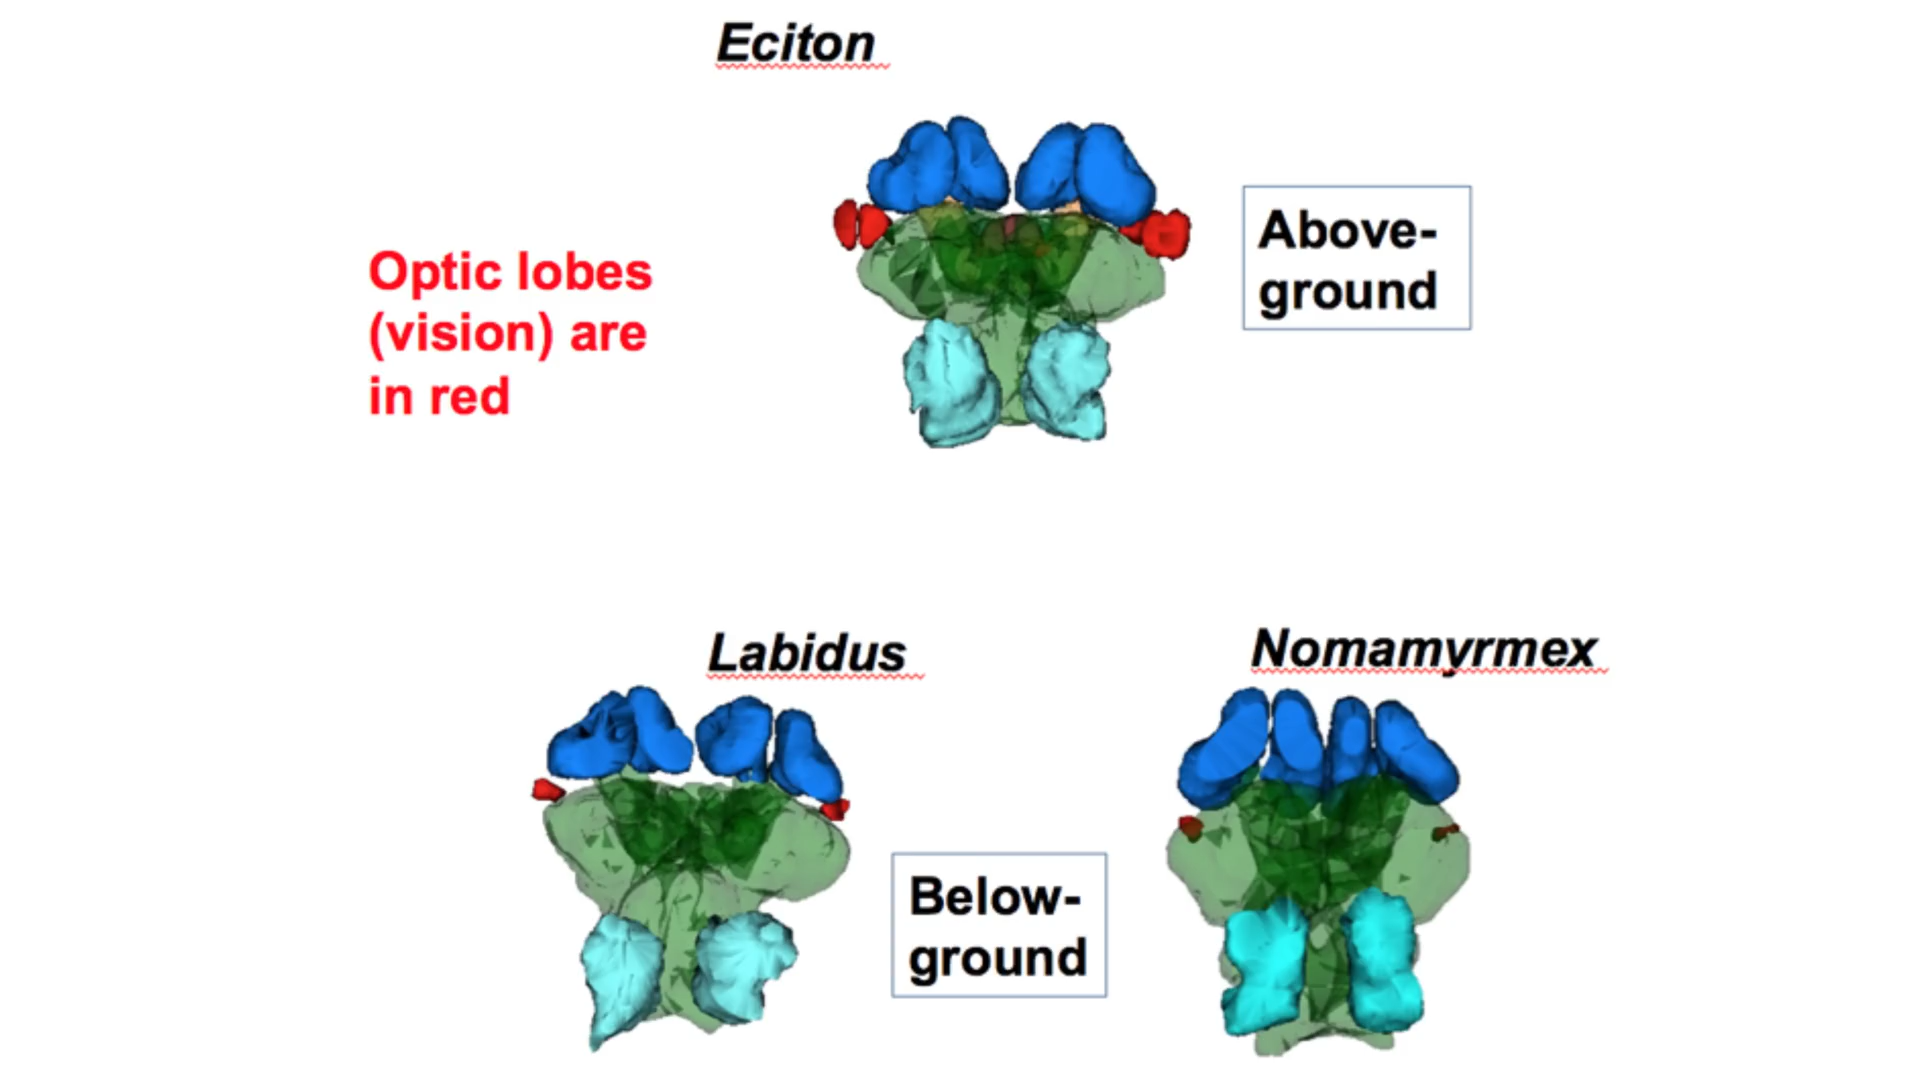 Eciton
Above-
ground
Optic lobes
(vision) are
in red
Labidus
Nomamyrmex
Below-
ground